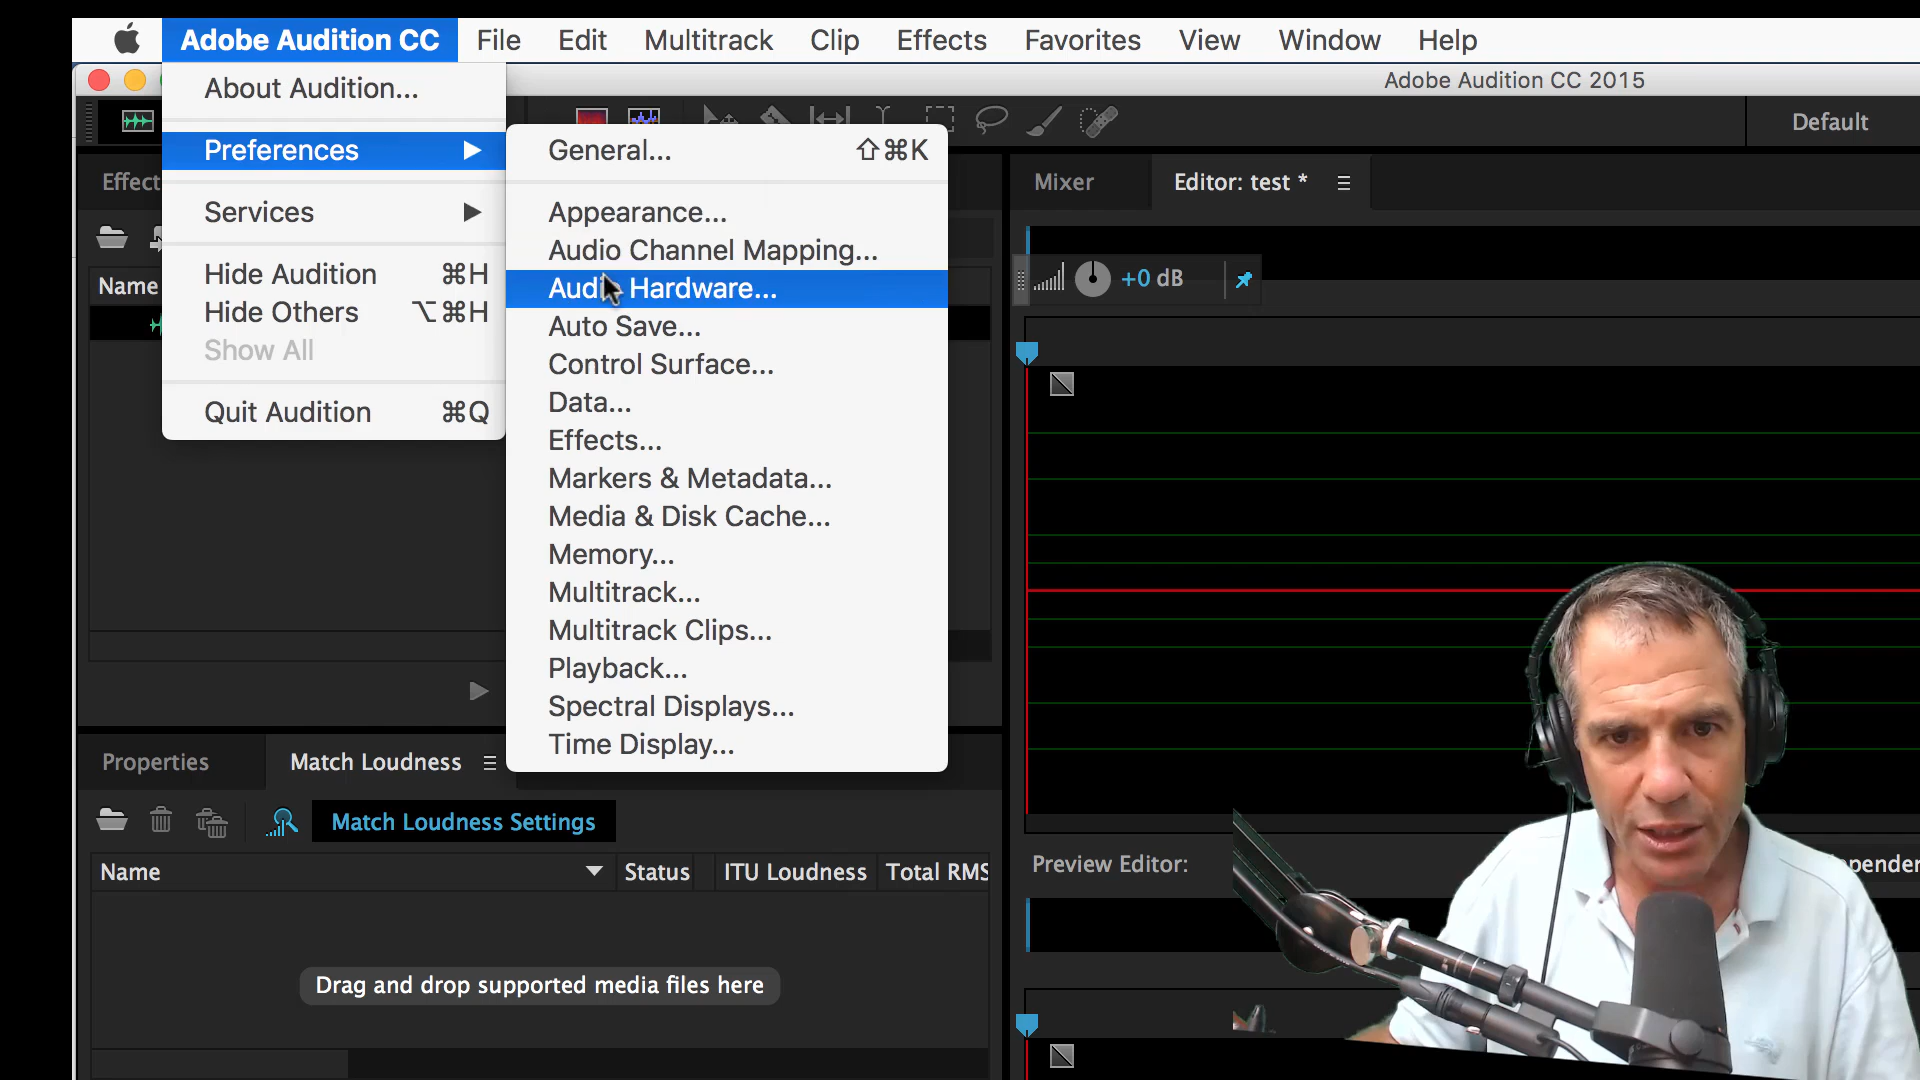 Adobe Audition CC File Edit Multitrack Clip Effects Favorites View Window Help
Adobe Audition CC 2015
About Audition...
Default
Preferences
General... ⇧⌘K
Effect
Mixer
Editor: test *
Services
Appearance...
Audio Channel Mapping...
Hide Audition ⌘H
+0 dB
Name
Audio Hardware...
Hide Others ⌥⌘H
Auto Save...
Show All
Control Surface...
Data...
Quit Audition ⌘Q
Effects...
Markers & Metadata...
Media & Disk Cache...
Memory...
Multitrack...
Multitrack Clips...
Playback...
Spectral Displays...
Time Display...
Properties
Match Loudness
Match Loudness Settings
Preview Editor:
Name
Status
ITU Loudness
Total RMS
Drag and drop supported media files here